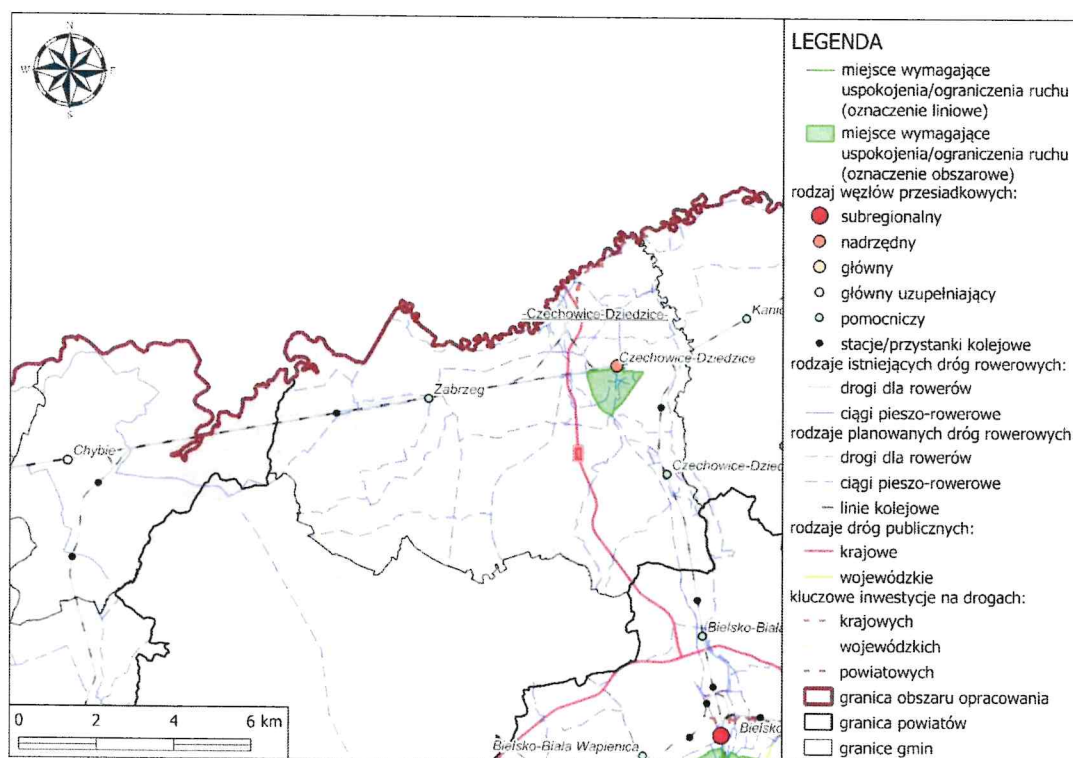 N
W
E
S
-Czechowice-Dziedzice-
Kani
Czechowice-Dziedzice
Zabrzeg
Chybie
Czechowice-Dzied
Bielsko-Biała
Bielsko
Bielsko-Biała Wapienica
0 2 4 6 km
LEGENDA
miejsce wymagające
uspokojenia/ograniczenia ruchu
(oznaczenie liniowe)
miejsce wymagające
uspokojenia/ograniczenia ruchu
(oznaczenie obszarowe)
rodzaj węzłów przesiadkowych:
subregionalny
nadrzędny
główny
główny uzupełniający
pomocniczy
stacje/przystanki kolejowe
rodzaje istniejących dróg rowerowych:
drogi dla rowerów
ciągi pieszo-rowerowe
rodzaje planowanych dróg rowerowych
drogi dla rowerów
ciągi pieszo-rowerowe
linie kolejowe
rodzaje dróg publicznych:
krajowe
wojewódzkie
kluczowe inwestycje na drogach:
krajowych
wojewódzkich
powiatowych
granica obszaru opracowania
granica powiatów
granice gmin